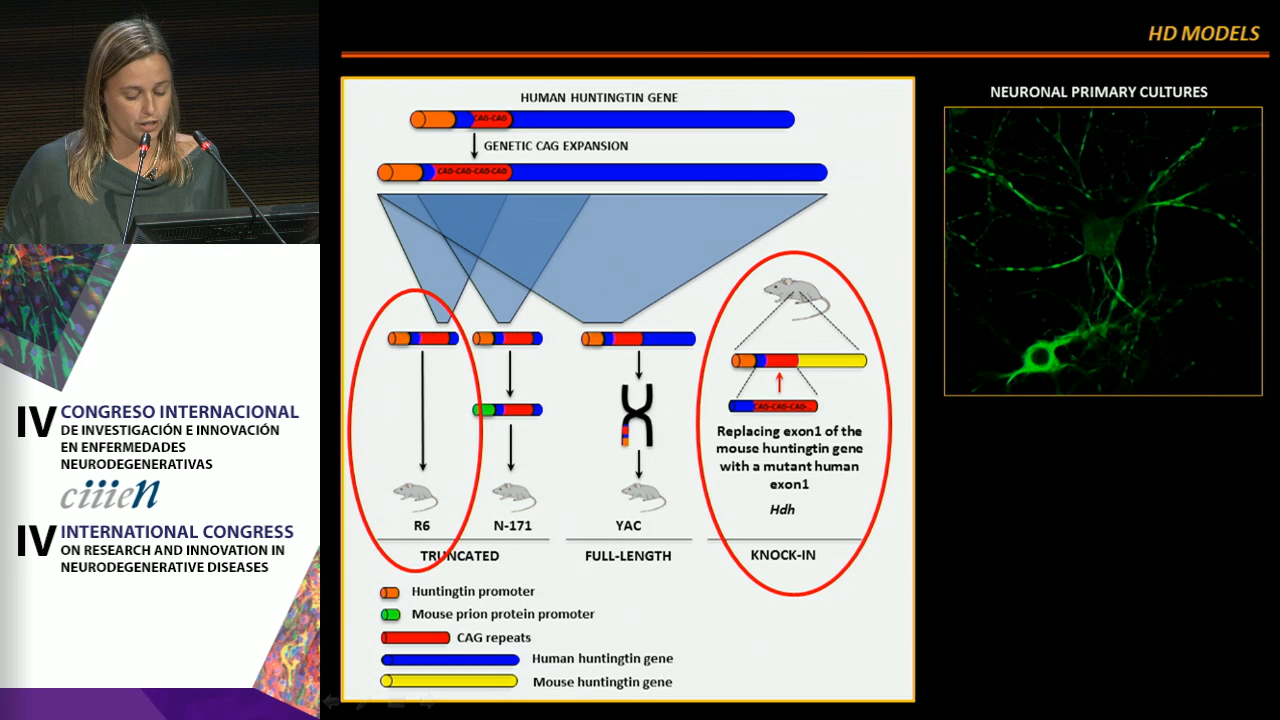 HD MODELS
HUMAN HUNTINGTIN GENE
CAG-CAG
GENETIC CAG EXPANSION
CAG-CAG-CAG-CAG
Replacing exon1 of the
mouse huntingtin gene
with a mutant human
exon1
CAG-CAG-CAG-
Hdh
R6
N-171
YAC
TRUNCATED
FULL-LENGTH
KNOCK-IN
Huntingtin promoter
Mouse prion protein promoter
CAG repeats
Human huntingtin gene
Mouse huntingtin gene
NEURONAL PRIMARY CULTURES
IV CONGRESO INTERNACIONAL
DE INVESTIGACIÓN E INNOVACIÓN
EN ENFERMEDADES
NEURODEGENERATIVAS
ciiien
IV INTERNATIONAL CONGRESS
ON RESEARCH AND INNOVATION IN
NEURODEGENERATIVE DISEASES